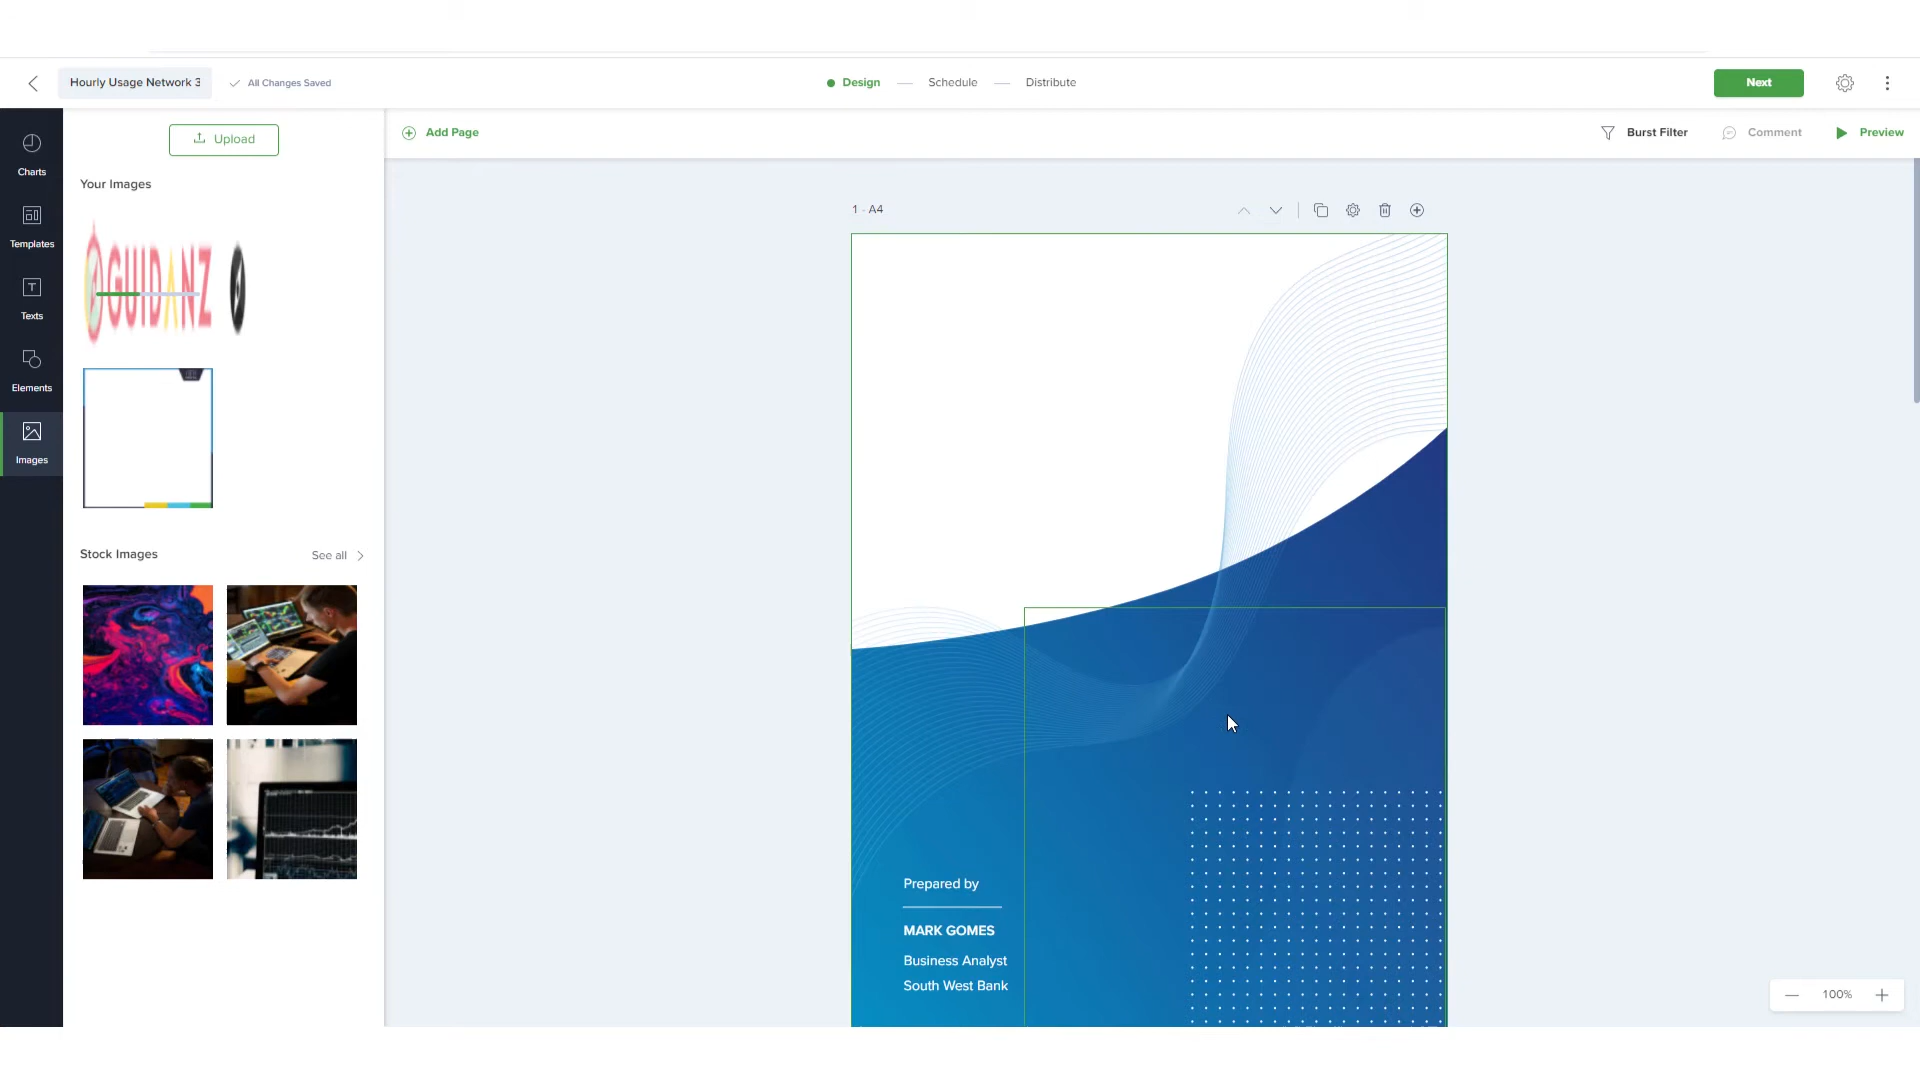 Hourly Usage Network 3
All Changes Saved
Design
Schedule
Distribute
Next
Charts
Templates
Texts
Elements
Images
Upload
Your Images
GUIDANZ
Stock Images
See all
Add Page
Burst Filter
Comment
Preview
1 - A4
Prepared by
MARK GOMES
Business Analyst
South West Bank
100%